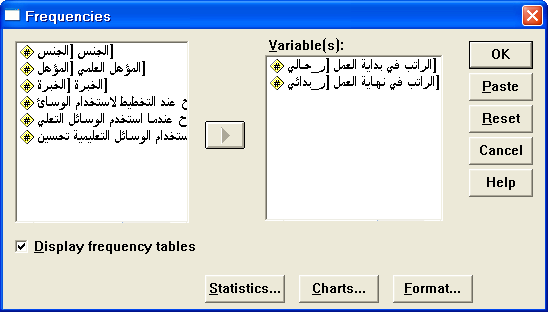 Frequencies
الجنس [الجنس]
المؤهل العلمي [المؤهل]
الخبرة [الخبرة]
ح عند التخطيط لاستخدام الوسائ
ح عندما استخدم الوسائل التعلي
ستخدام الوسائل التعليمية تحسين
Variable(s):
الراتب في بداية العمل [ر_حالي]
الراتب في نهاية العمل [ر_بدائي]
OK
Paste
Reset
Cancel
Help
Display frequency tables
Statistics...
Charts...
Format...